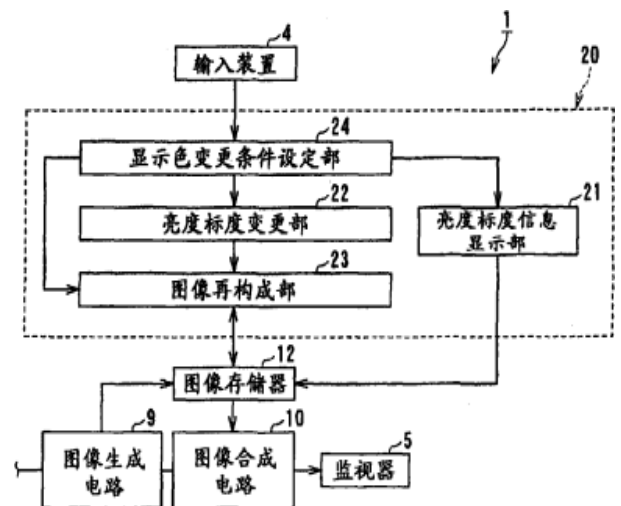 4
1
输入装置
20
24
显示色变更条件设定部
22
21
亮度标度变更部
亮度标度信息
显示部
23
图像再构成部
12
图像存储器
9
10
5
图像生成
电路
图像合成
电路
监视器